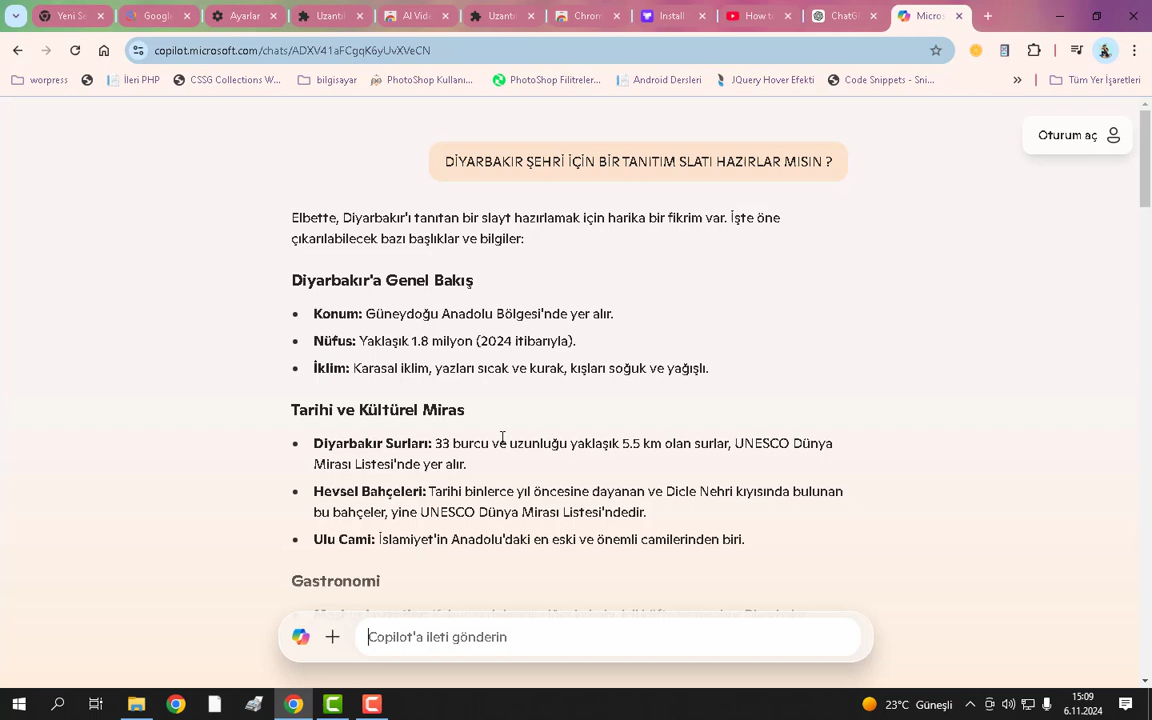 Yeni Se
Google
Ayarlar
Uzantıl
AI Vide
Uzantı
Chrom
Install
How to
ChatGP
Micros
copilot.microsoft.com/chats/ADXV41aFCgqK6yUvXVeCN
worpress
İleri PHP
CSSG Collections W...
bilgisayar
PhotoShop Kullanı...
PhotoShop Filitreler...
Android Dersleri
JQuery Hover Efekti
Code Snippets - Sni...
»
Tüm Yer İşaretleri
Oturum aç
DİYARBAKIR ŞEHRİ İÇİN BİR TANITIM SLATI HAZIRLAR MISIN ?
Elbette, Diyarbakır'ı tanıtan bir slayt hazırlamak için harika bir fikrim var. İşte öne
çıkarılabilecek bazı başlıklar ve bilgiler:
Diyarbakır'a Genel Bakış
• Konum: Güneydoğu Anadolu Bölgesi'nde yer alır.
• Nüfus: Yaklaşık 1.8 milyon (2024 itibarıyla).
• İklim: Karasal iklim, yazları sıcak ve kurak, kışları soğuk ve yağışlı.
Tarihi ve Kültürel Miras
• Diyarbakır Surları: 33 burcu ve uzunluğu yaklaşık 5.5 km olan surlar, UNESCO Dünya
Mirası Listesi'nde yer alır.
• Hevsel Bahçeleri: Tarihi binlerce yıl öncesine dayanan ve Dicle Nehri kıyısında bulunan
bu bahçeler, yine UNESCO Dünya Mirası Listesi'ndedir.
• Ulu Cami: İslamiyet'in Anadolu'daki en eski ve önemli camilerinden biri.
Gastronomi
Copilot'a ileti gönderin
23°C Güneşli
15:09
6.11.2024